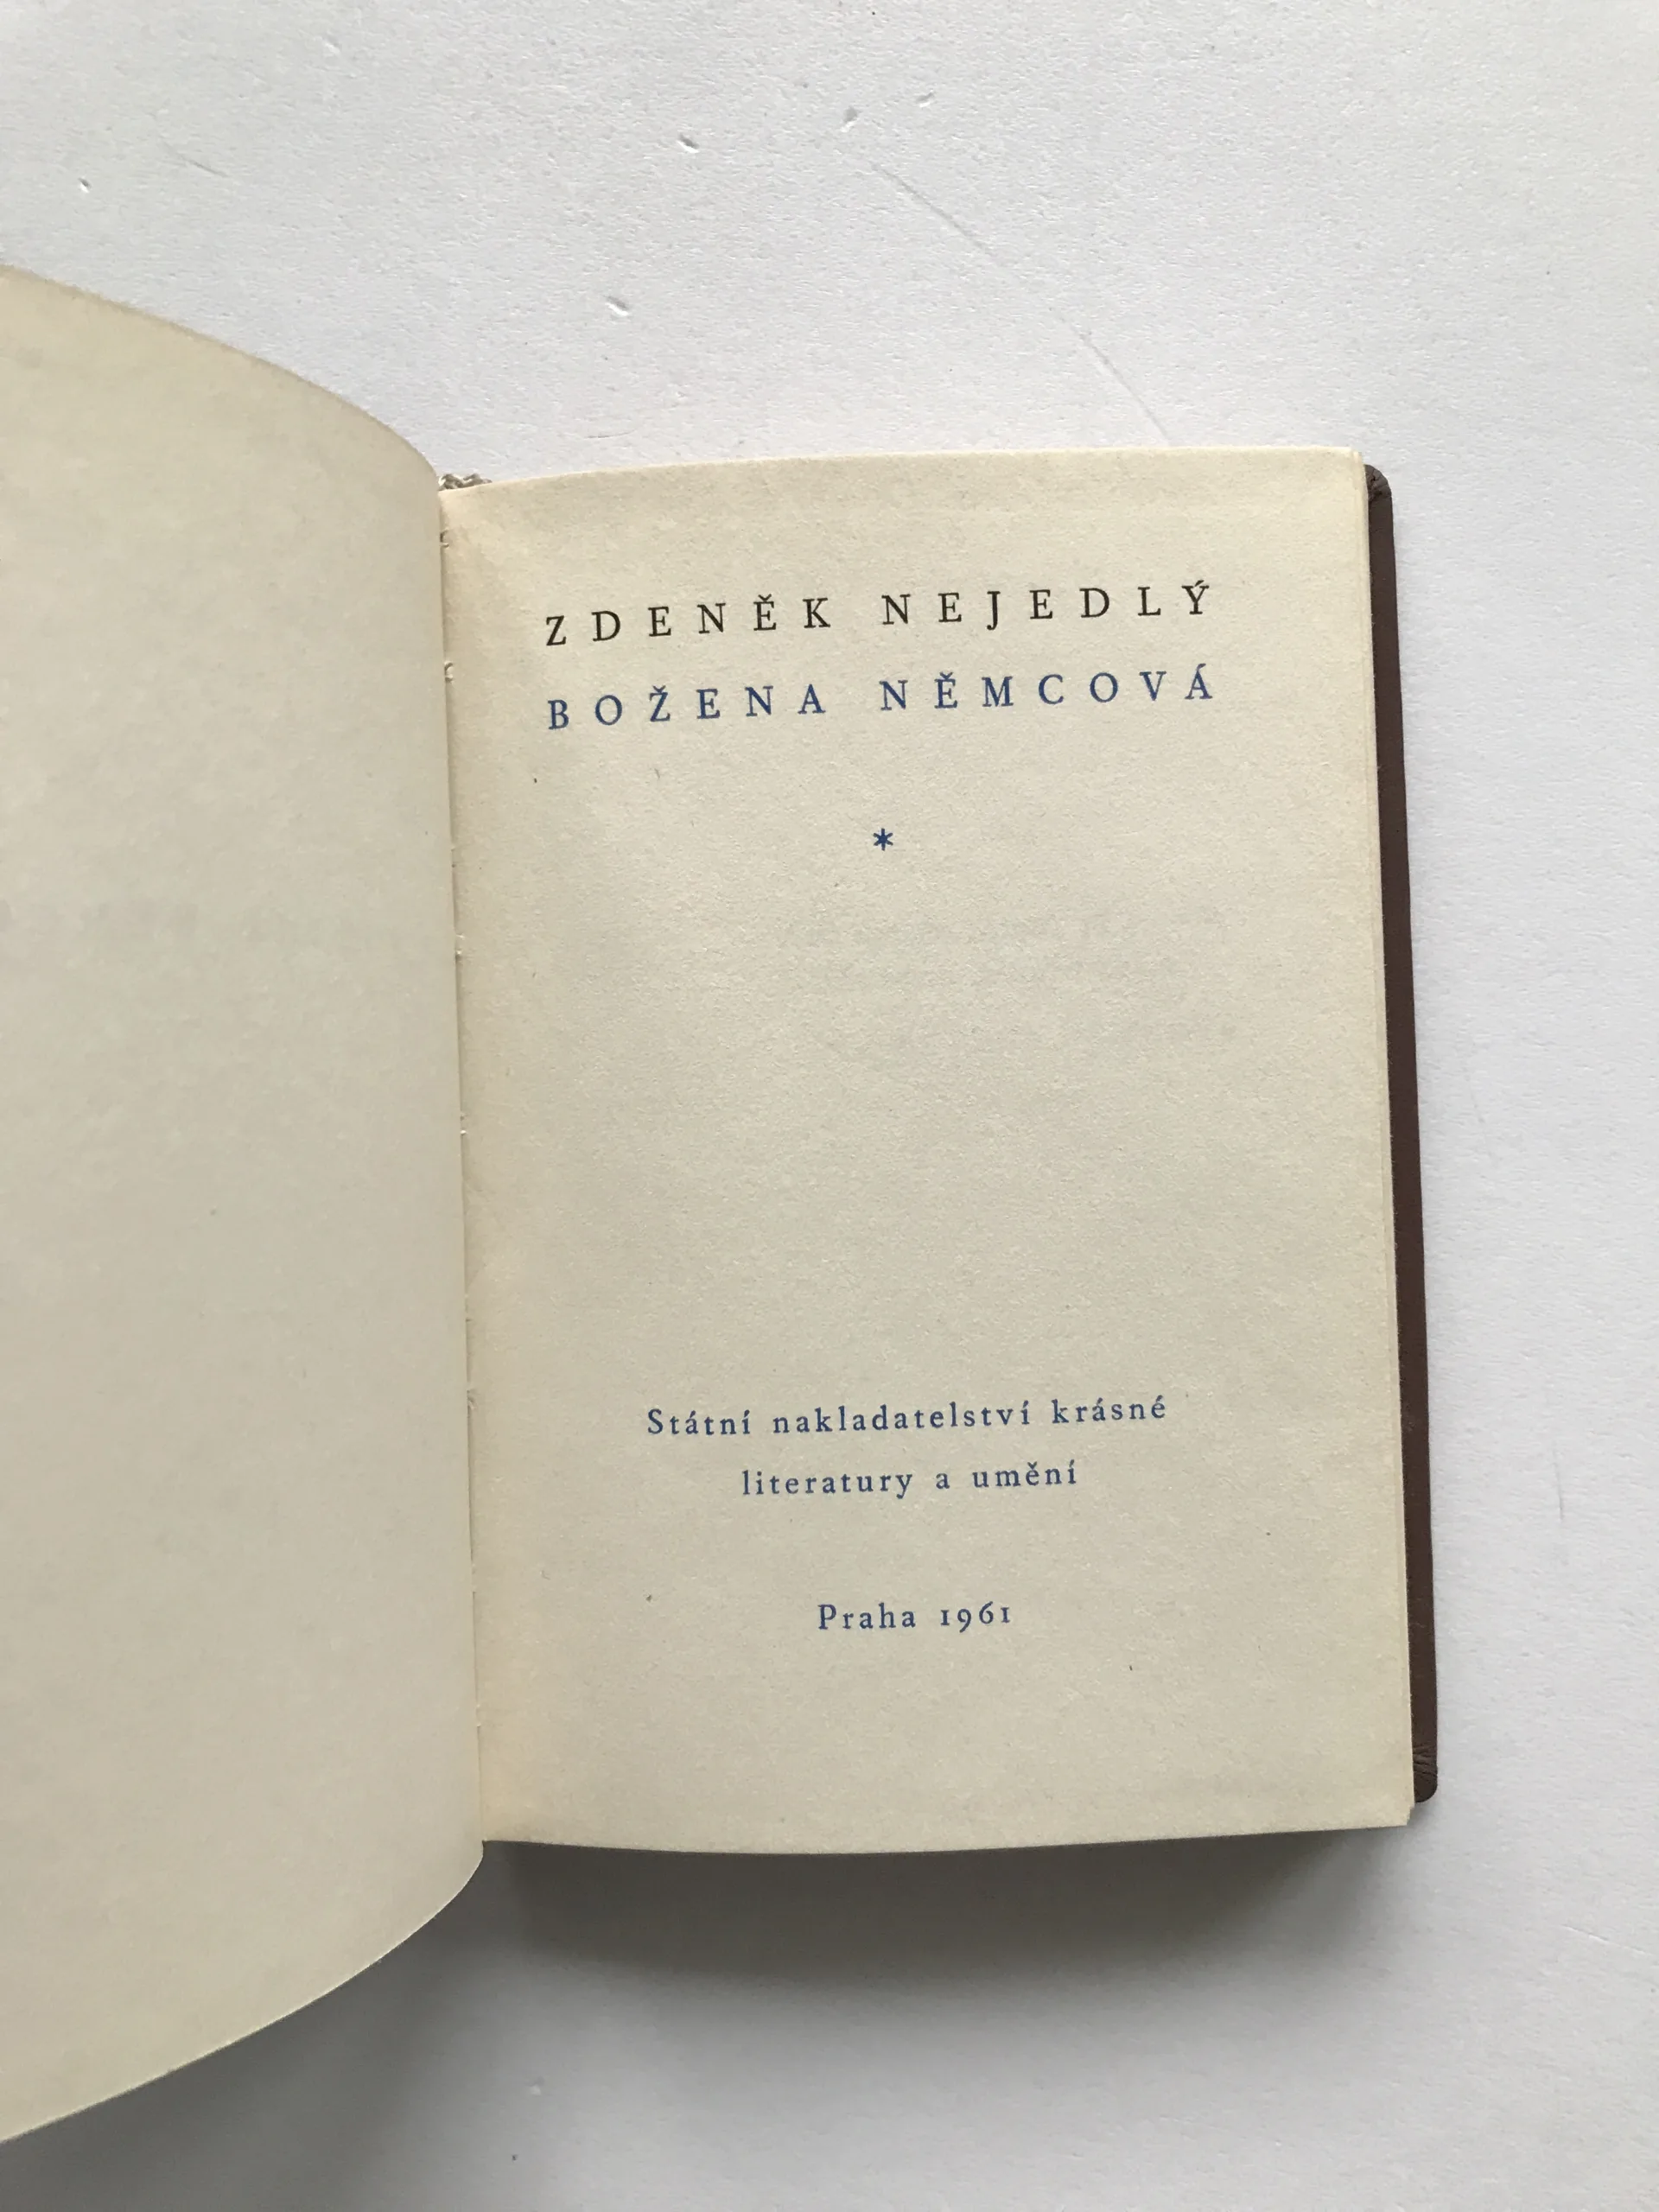 ZDENĚK NEJEDLÝ
BOŽENA NĚMCOVÁ
*
Státní nakladatelství krásné
literatury a umění
Praha 1961